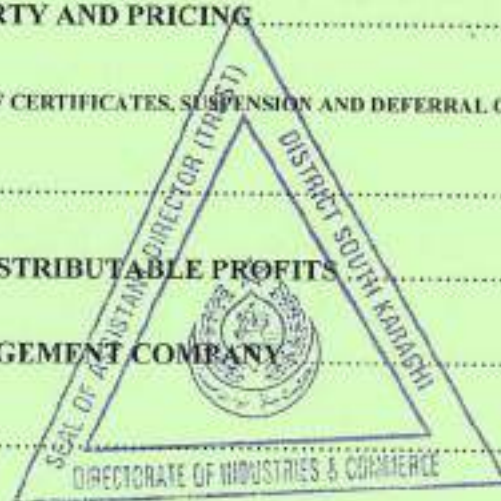 RTY AND PRICING ........................
F CERTIFICATES, SUSPENSION AND DEFERRAL O
........................
STRIBUTABLE PROFITS ........................
GEMENT COMPANY ........................
........................
SEAL OF ASSISTANT DIRECTOR (TRUST)
DISTRICT SOUTH KARACHI
DIRECTORATE OF INDUSTRIES & COMMERCE